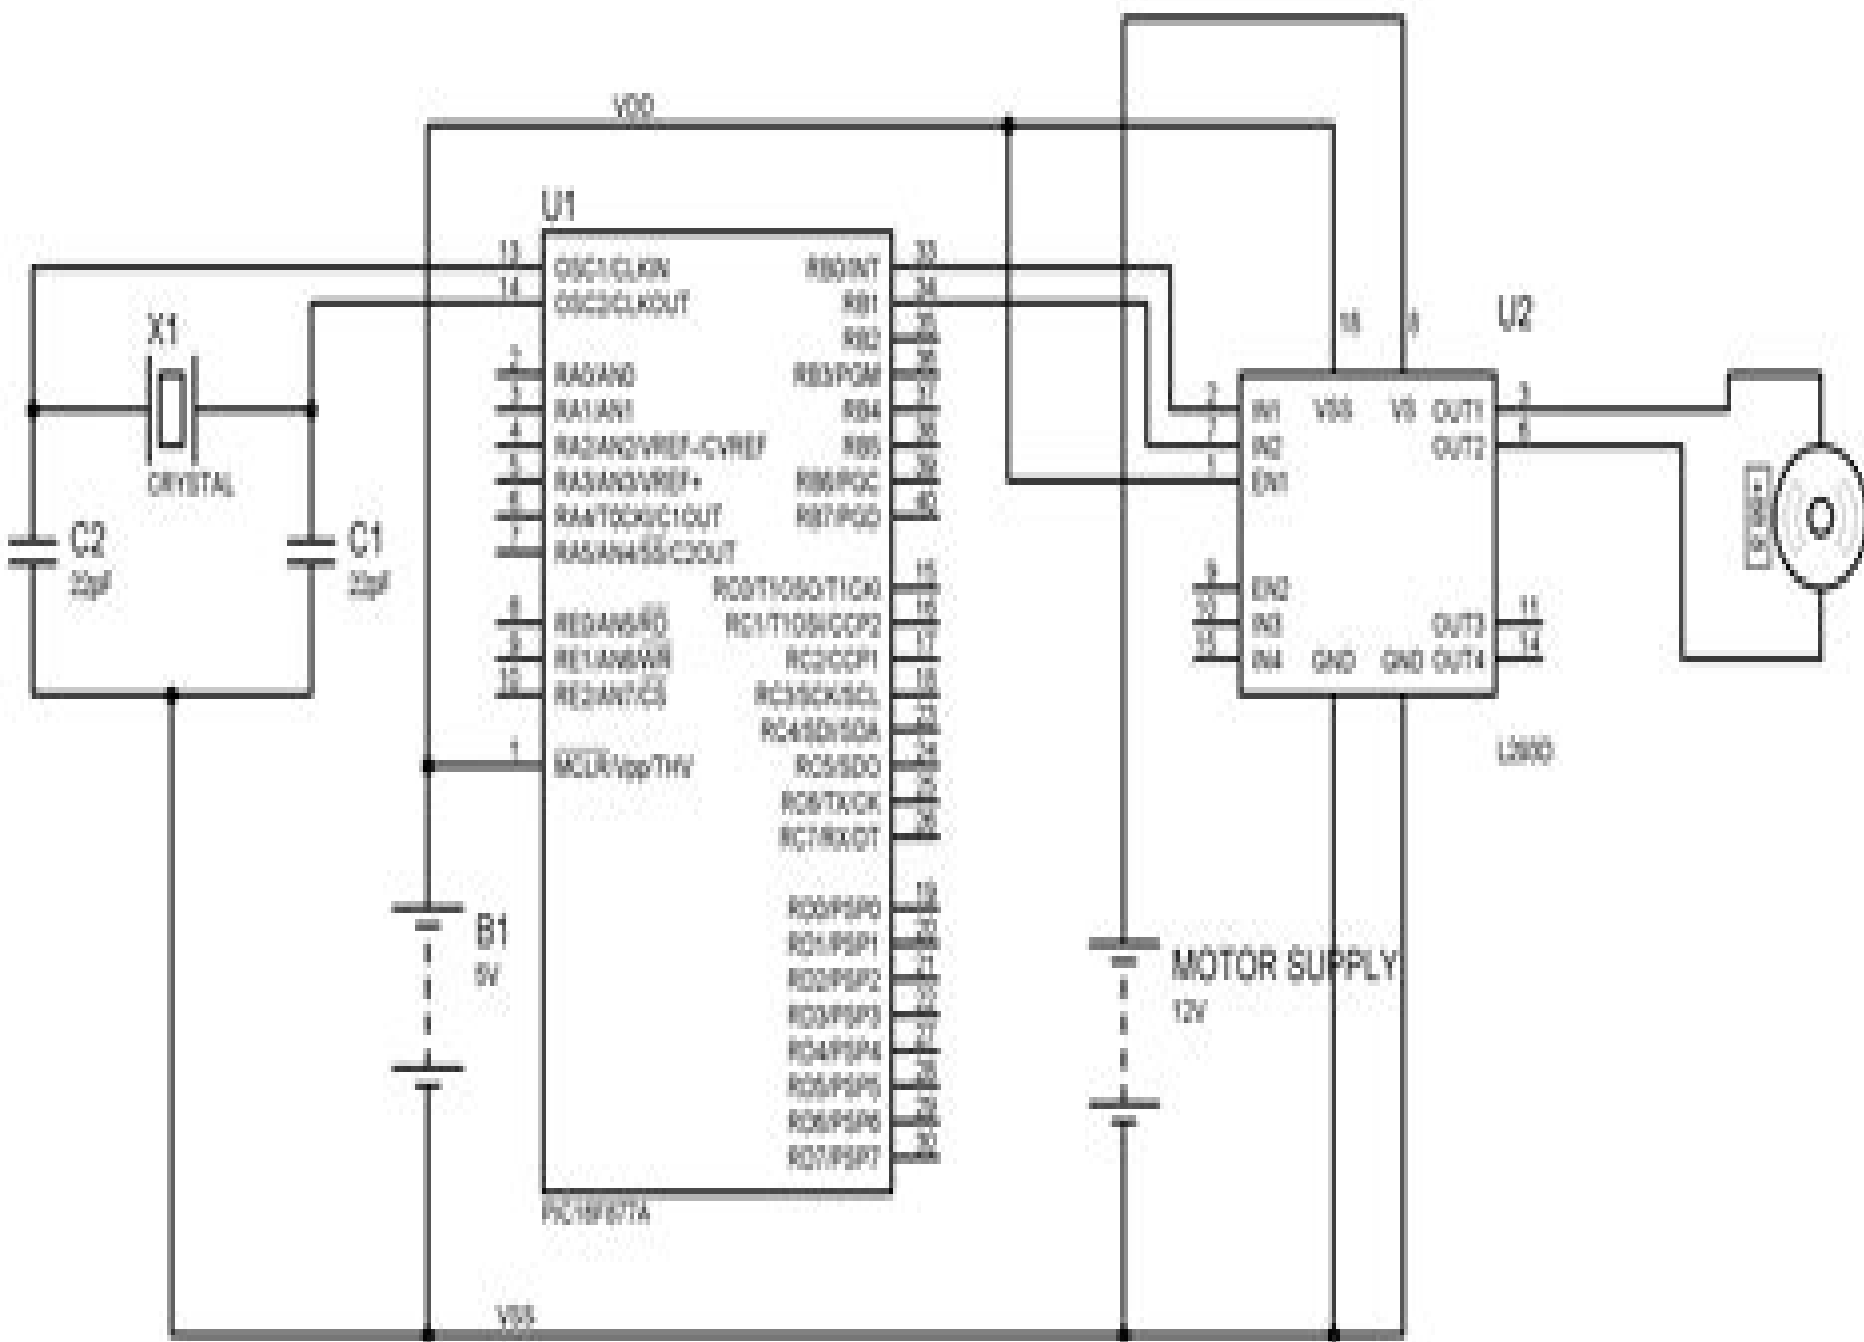 VDD
U1
13
OSC1/CLKIN
14
OSC2/CLKOUT
RA0/AN0
RA1/AN1
RA2/AN2/VREF-/CVREF
RA3/AN3/VREF+
RA4/T0CKI/C1OUT
RA5/AN4/SS/C2OUT
RE0/AN5/RD
RE1/AN6/WR
RE2/AN7/CS
1
MCLR/Vpp/THV
33
RB0/INT
34
RB1
RB2
RB3/PGM
RB4
RB5
RB6/PGC
RB7/PGD
RC0/T1OSO/T1CKI
RC1/T1OSI/CCP2
RC2/CCP1
RC3/SCK/SCL
RC4/SDI/SDA
RC5/SDO
RC6/TX/CK
RC7/RX/DT
RD0/PSP0
RD1/PSP1
RD2/PSP2
RD3/PSP3
RD4/PSP4
RD5/PSP5
RD6/PSP6
RD7/PSP7
PIC16F877A
X1
CRYSTAL
C2
22pF
C1
22pF
B1
5V
MOTOR SUPPLY
12V
U2
IN1
IN2
EN1
EN2
IN3
IN4
VSS
VS
OUT1
OUT2
OUT3
11
OUT4
14
GND
GND
L293D
VSS